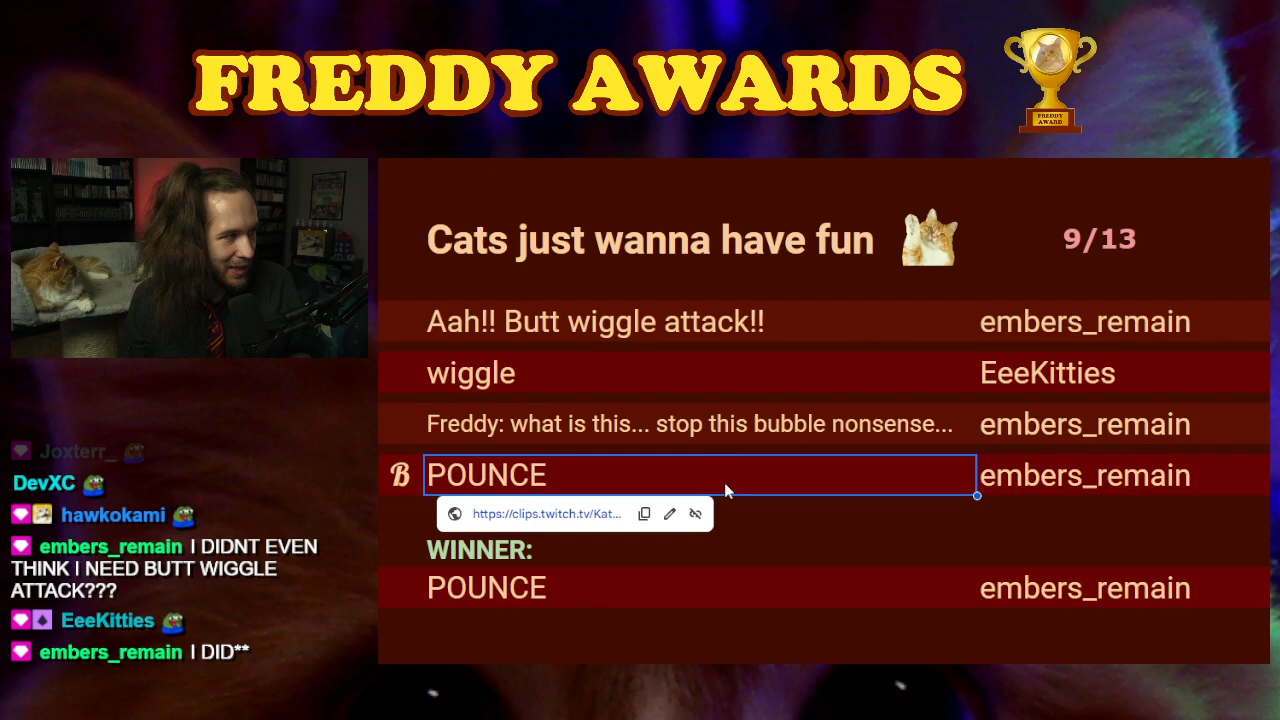 FREDDY AWARDS
FREDDY
AWARD
Cats just wanna have fun
9/13
Aah!! Butt wiggle attack!!
embers_remain
wiggle
EeeKitties
Freddy: what is this... stop this bubble nonsense...
embers_remain
B
POUNCE
embers_remain
https://clips.twitch.tv/Kat...
WINNER:
POUNCE
embers_remain
Joxterr_
DevXC
hawkokami
embers_remain I DIDNT EVEN
THINK I NEED BUTT WIGGLE
ATTACK???
EeeKitties
embers_remain I DID**